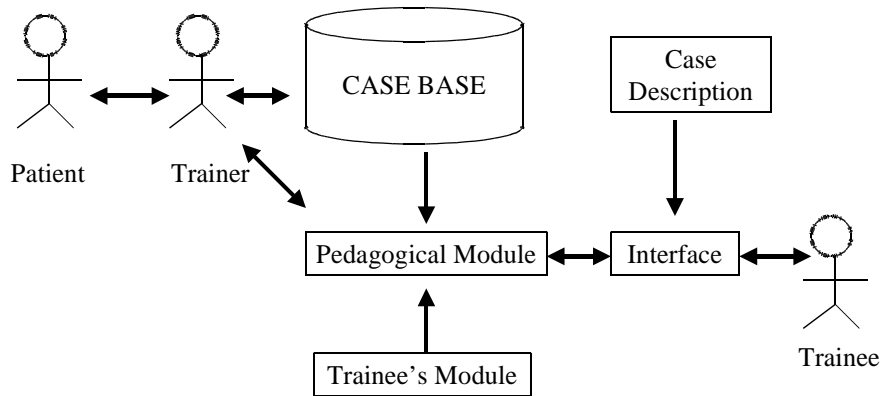 CASE BASE
Case
Description
Patient
Trainer
Pedagogical Module
Interface
Trainee
Trainee’s Module